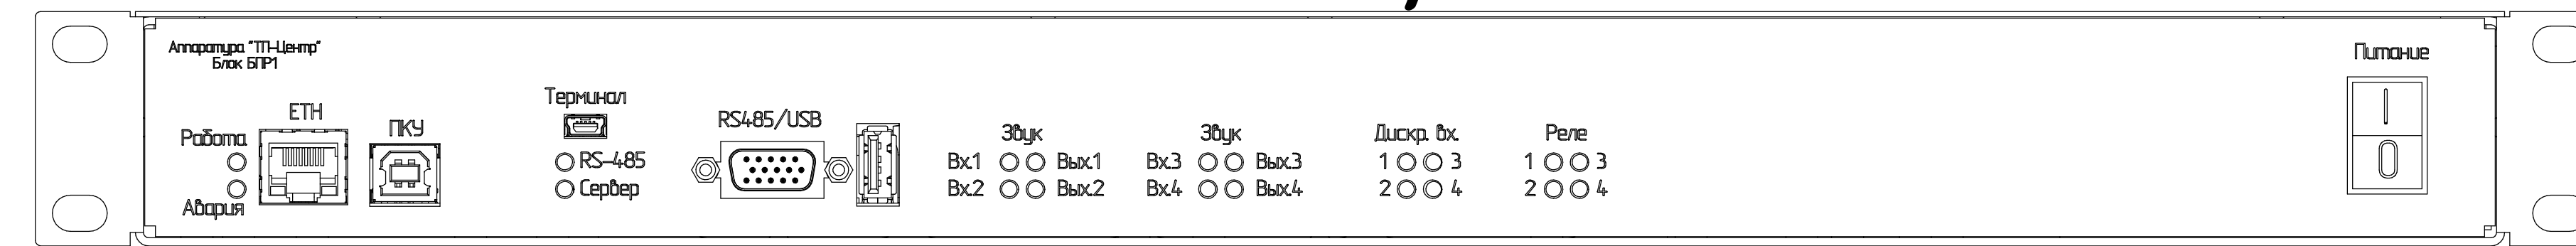 Аппаратура "ТП-Центр"
Блок БПР1
Работа
Авария
ETH
ПКУ
Терминал
RS-485
Сервер
RS485/USB
Звук
Вх.1 Вых.1
Вх.2 Вых.2
Звук
Вх.3 Вых.3
Вх.4 Вых.4
Дискр. вх.
1 3
2 4
Реле
1 3
2 4
Питание